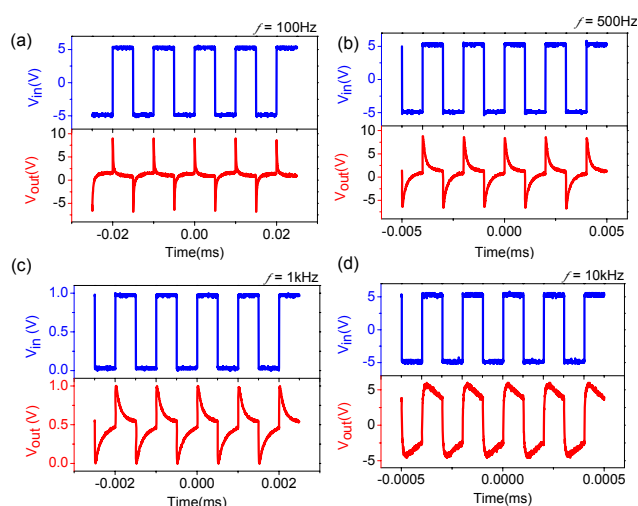 (a)
f = 100Hz
Vin(V)
5
0
-5
Vout(V)
10
5
0
-5
-0.02 0.00 0.02
Time(ms)
(b)
f = 500Hz
Vin(V)
5
0
-5
Vout(V)
10
5
0
-5
-0.005 0.000 0.005
Time(ms)
(c)
f = 1kHz
Vin (V)
1.0
0.5
0.0
Vout (V)
1.0
0.5
0.0
-0.002 0.000 0.002
Time(ms)
(d)
f = 10kHz
Vin(V)
5
0
-5
Vout(V)
5
0
-5
-0.0005 0.0000 0.0005
Time(ms)